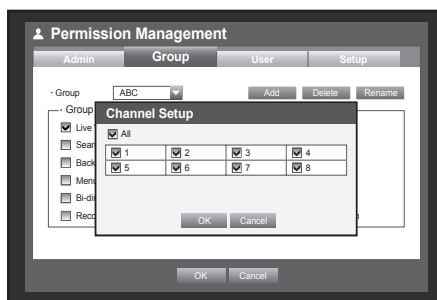 Permission Management
Admin Group User Setup
· Group ABC Add Delete Rename
· Group
Channel Setup
Live
All
Sear
1 2 3 4
Back
5 6 7 8
Menu
Bi-dir
Reco
OK Cancel
OK Cancel